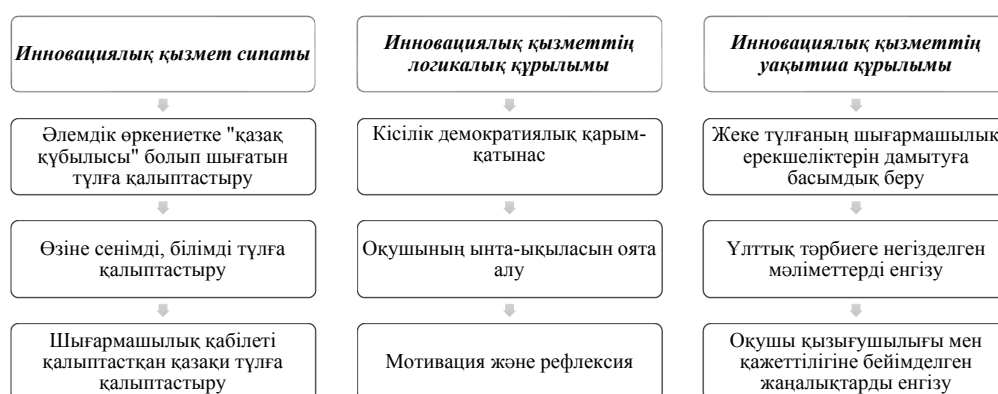 Инновациялық қызмет сипаты
Әлемдік өркениетке "қазақ
құбылысы" болып шығатын
тұлға қалыптастыру
Өзіне сенімді, білімді тұлға
қалыптастыру
Шығармашылық қабілеті
қалыптастқан қазақи тұлға
қалыптастыру
Инновациялық қызметтің
логикалық құрылымы
Кісілік демократиялық қарым-
қатынас
Оқушының ынта-ықыласын оята
алу
Мотивация және рефлексия
Инновациялық қызметтің
уақытша құрылымы
Жеке тұлғаның шығармашылық
ерекшеліктерін дамытуға
басымдық беру
Ұлттық тәрбиеге негізделген
мәліметтерді енгізу
Оқушы қызығушылығы мен
қажеттілігіне бейімделген
жаңалықтарды енгізу